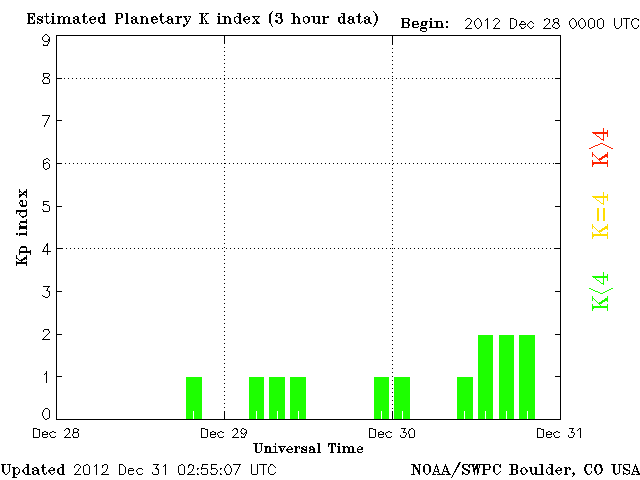 Estimated Planetary K index (3 hour data) Begin: 2012 Dec 28 0000 UTC
9
8
7
6
5
4
3
2
1
0
Kp index
K>4
K=4
K<4
Dec 28 Dec 29 Dec 30 Dec 31
Universal Time
Updated 2012 Dec 31 02:55:07 UTC NOAA/SWPC Boulder, CO USA